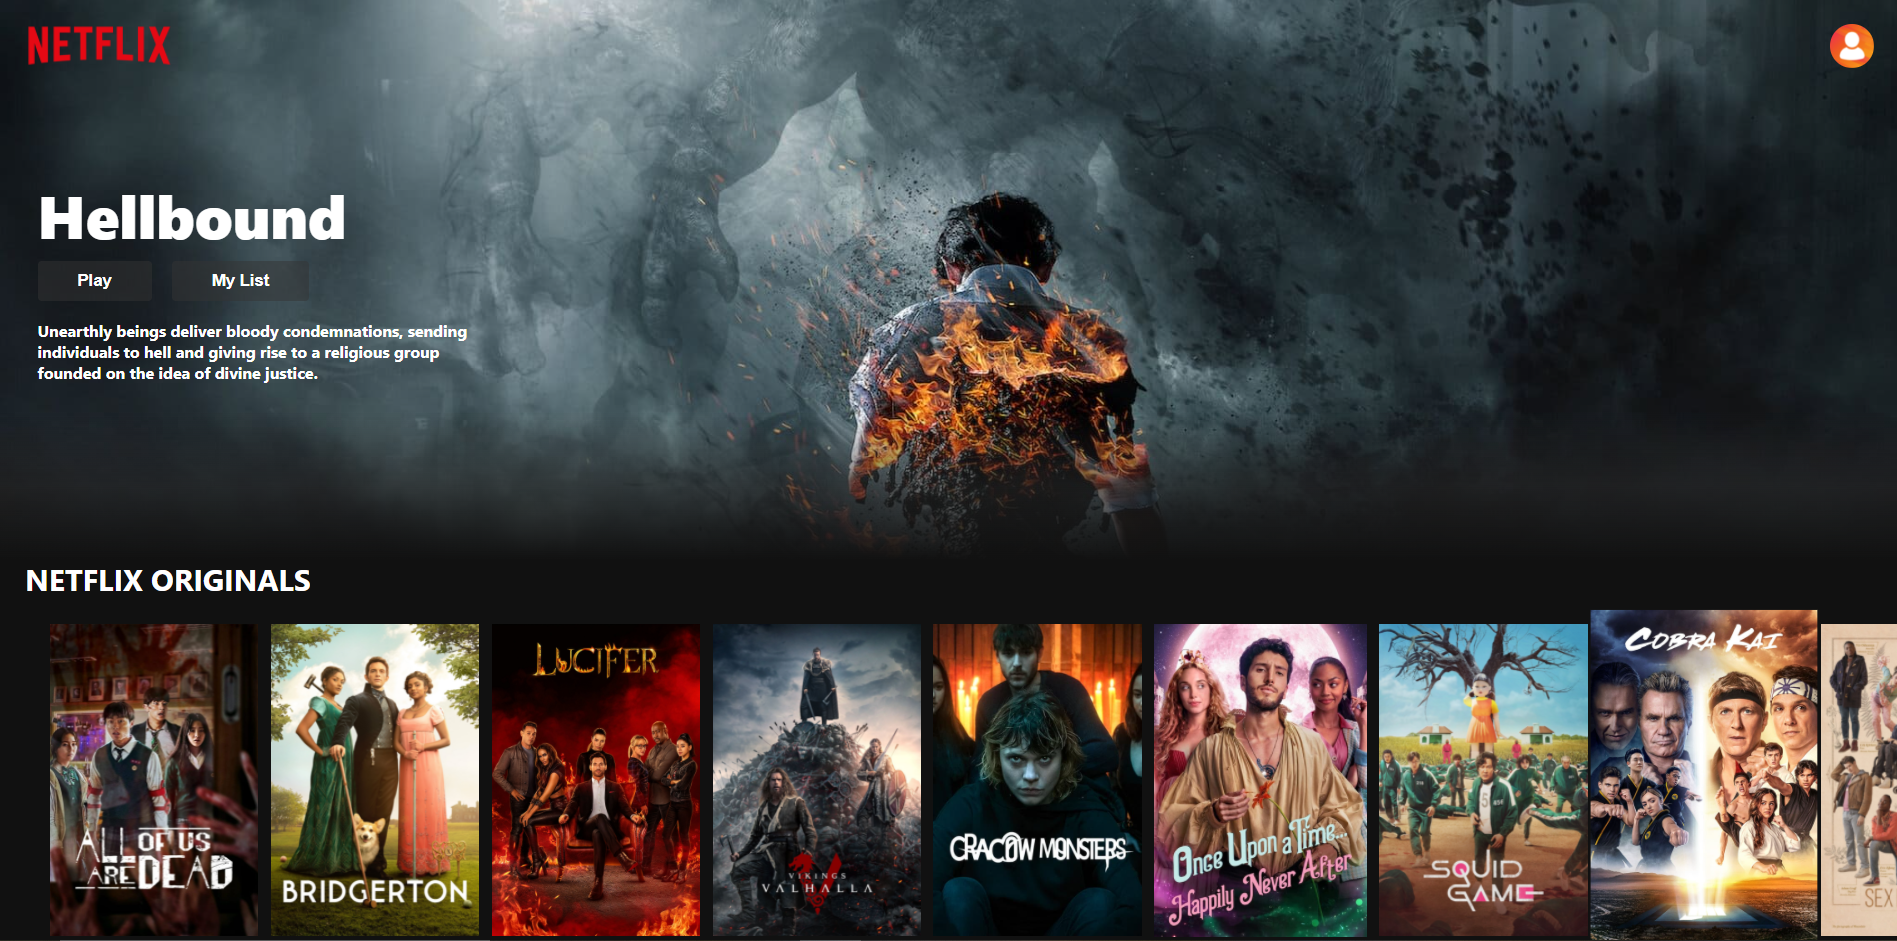 NETFLIX
Hellbound
Play
My List
Unearthly beings deliver bloody condemnations, sending
individuals to hell and giving rise to a religious group
founded on the idea of divine justice.
NETFLIX ORIGINALS
ALL OF US
ARE DEAD
BRIDGERTON
LUCIFER
VIKINGS
VALHALLA
CRACOW MONSTERS
Once Upon a Time...
Happily Never After
SQUID
GAME
COBRA KAI
SEX